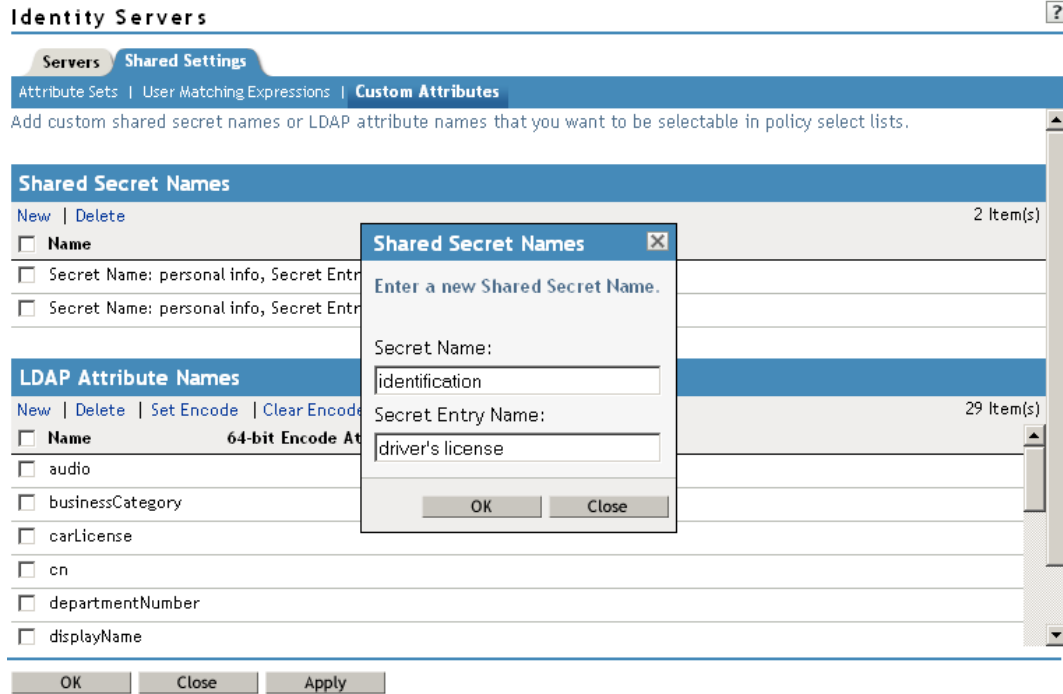 Identity Servers
?
Servers Shared Settings
Attribute Sets | User Matching Expressions | Custom Attributes
Add custom shared secret names or LDAP attribute names that you want to be selectable in policy select lists.
Shared Secret Names
New | Delete 2 Item(s)
Name
Secret Name: personal info, Secret Entr
Secret Name: personal info, Secret Entr
Shared Secret Names
Enter a new Shared Secret Name.
Secret Name:
identification
Secret Entry Name:
driver's license
OK Close
LDAP Attribute Names
New | Delete | Set Encode | Clear Encode 29 Item(s)
Name 64-bit Encode At
audio
businessCategory
carLicense
cn
departmentNumber
displayName
OK Close Apply